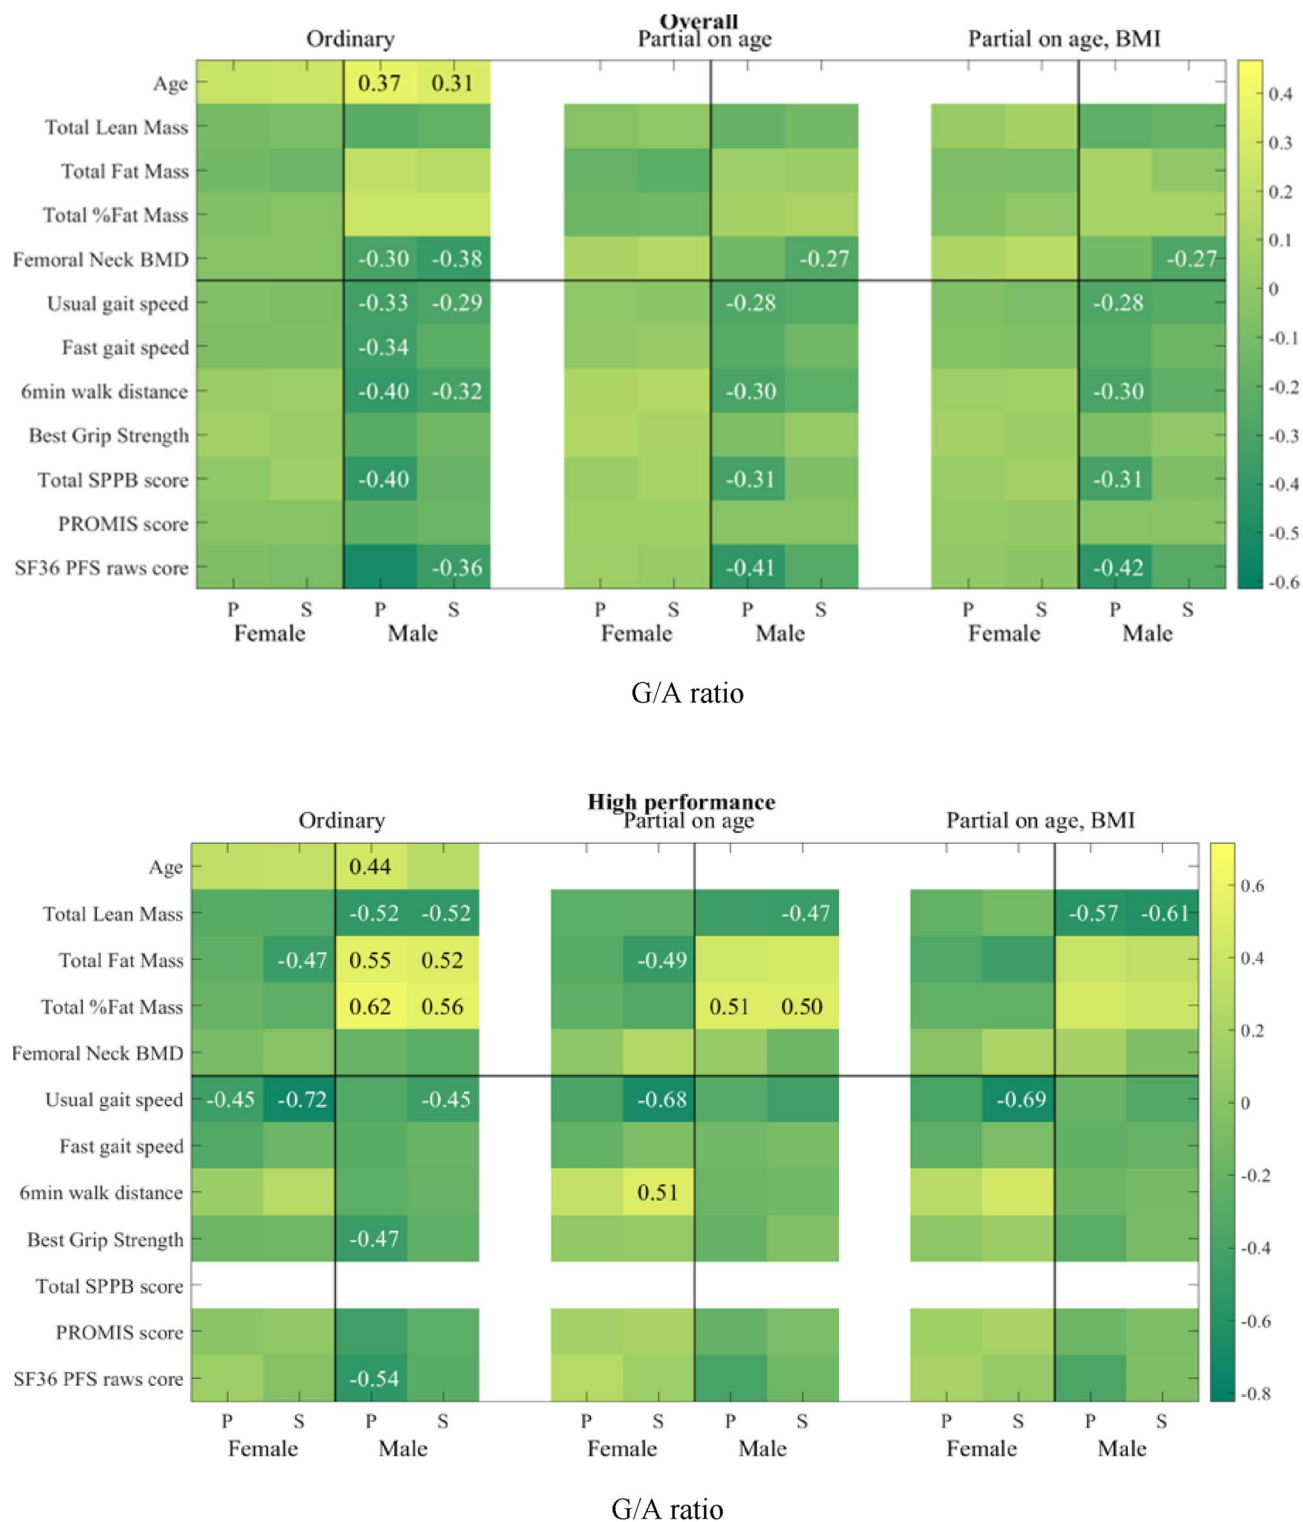 Overall
Ordinary Partial on age Partial on age, BMI
Age 0.37 0.31 0.4
Total Lean Mass 0.3
Total Fat Mass 0.2
Total %Fat Mass 0.1
Femoral Neck BMD -0.30 -0.38 -0.27 -0.27 0
Usual gait speed -0.33 -0.29 -0.28 -0.28 -0.1
Fast gait speed -0.34 -0.2
6min walk distance -0.40 -0.32 -0.30 -0.30
Best Grip Strength -0.3
Total SPPB score -0.40 -0.31 -0.31 -0.4
PROMIS score -0.5
SF36 PFS raws core -0.36 -0.41 -0.42 -0.6
P S P S P S P S P S P S
Female Male Female Male Female Male
G/A ratio
High performance
Ordinary Partial on age Partial on age, BMI
Age 0.44 0.6
Total Lean Mass -0.52 -0.52 -0.47 -0.57 -0.61
Total Fat Mass -0.47 0.55 0.52 -0.49 0.4
Total %Fat Mass 0.62 0.56 0.51 0.50 0.2
Femoral Neck BMD
Usual gait speed -0.45 -0.72 -0.45 -0.68 -0.69 0
Fast gait speed -0.2
6min walk distance 0.51
Best Grip Strength -0.47 -0.4
Total SPPB score
PROMIS score -0.6
SF36 PFS raws core -0.54 -0.8
P S P S P S P S P S P S
Female Male Female Male Female Male
G/A ratio